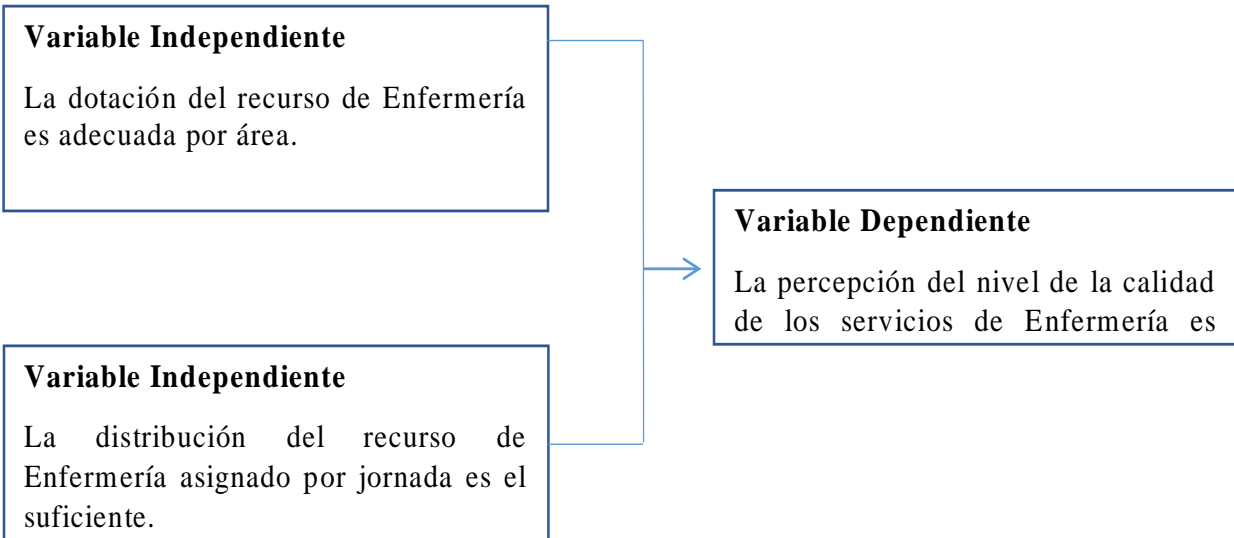 Variable Independiente
La dotación del recurso de Enfermería
es adecuada por área.
Variable Dependiente
La percepción del nivel de la calidad
de los servicios de Enfermería es
Variable Independiente
La distribución del recurso de
Enfermería asignado por jornada es el
suficiente.